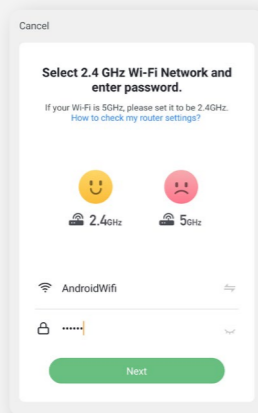 Cancel
Select 2.4 GHz Wi-Fi Network and
enter password.
If your Wi-Fi is 5GHz, please set it to be 2.4GHz.
How to check my router settings?
2.4GHz
5GHz
AndroidWifi
••••••
Next